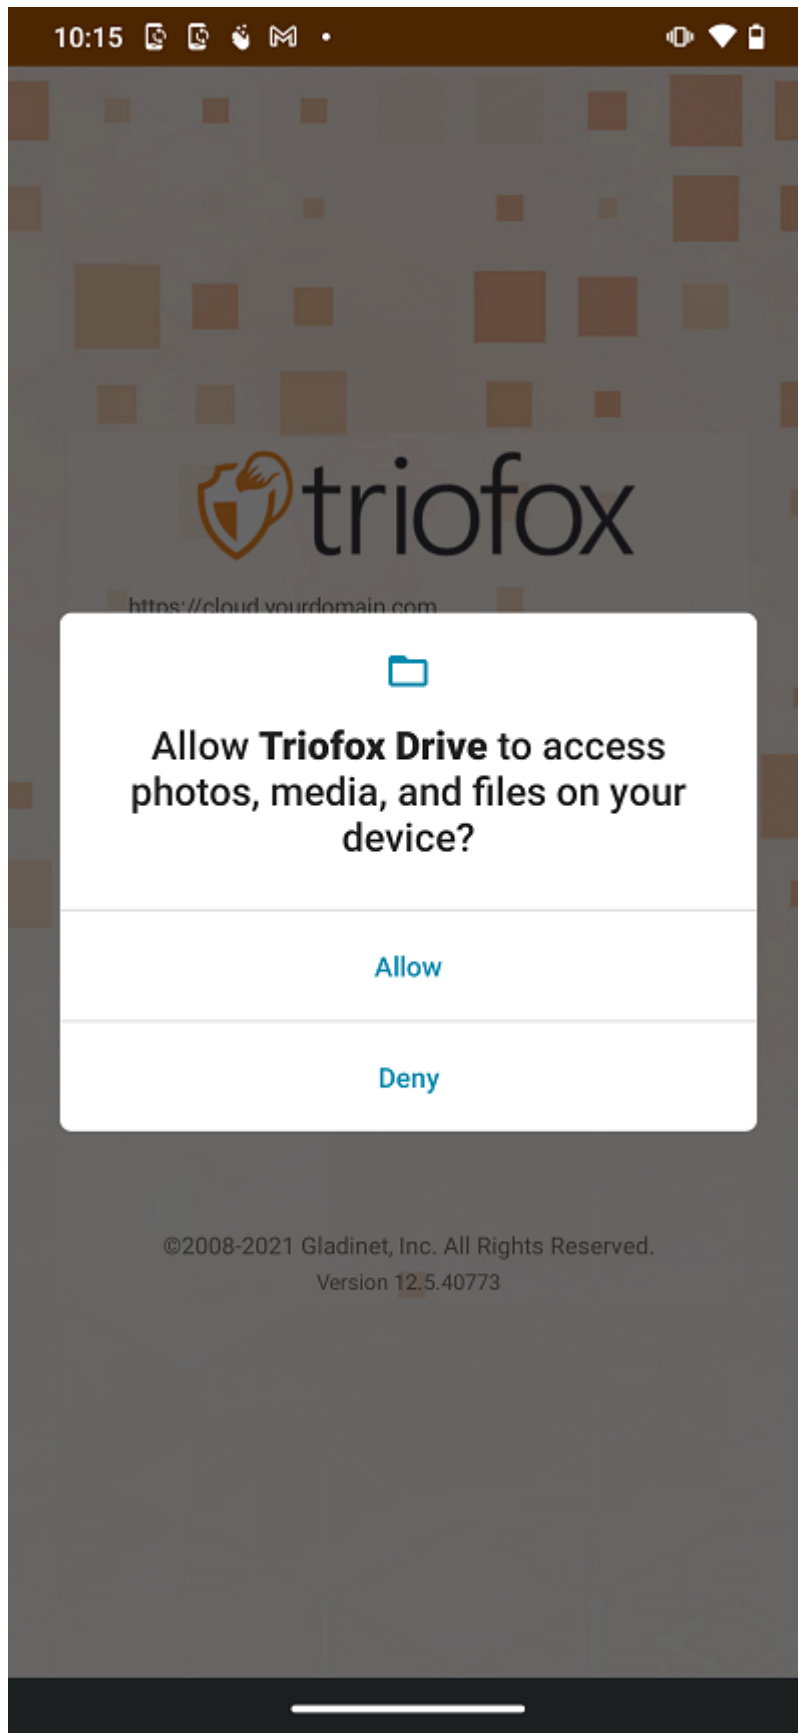 10:15
triofox
https://cloud.yourdomain.com
Allow Triofox Drive to access
photos, media, and files on your
device?
Allow
Deny
©2008-2021 Gladinet, Inc. All Rights Reserved.
Version 12.5.40773